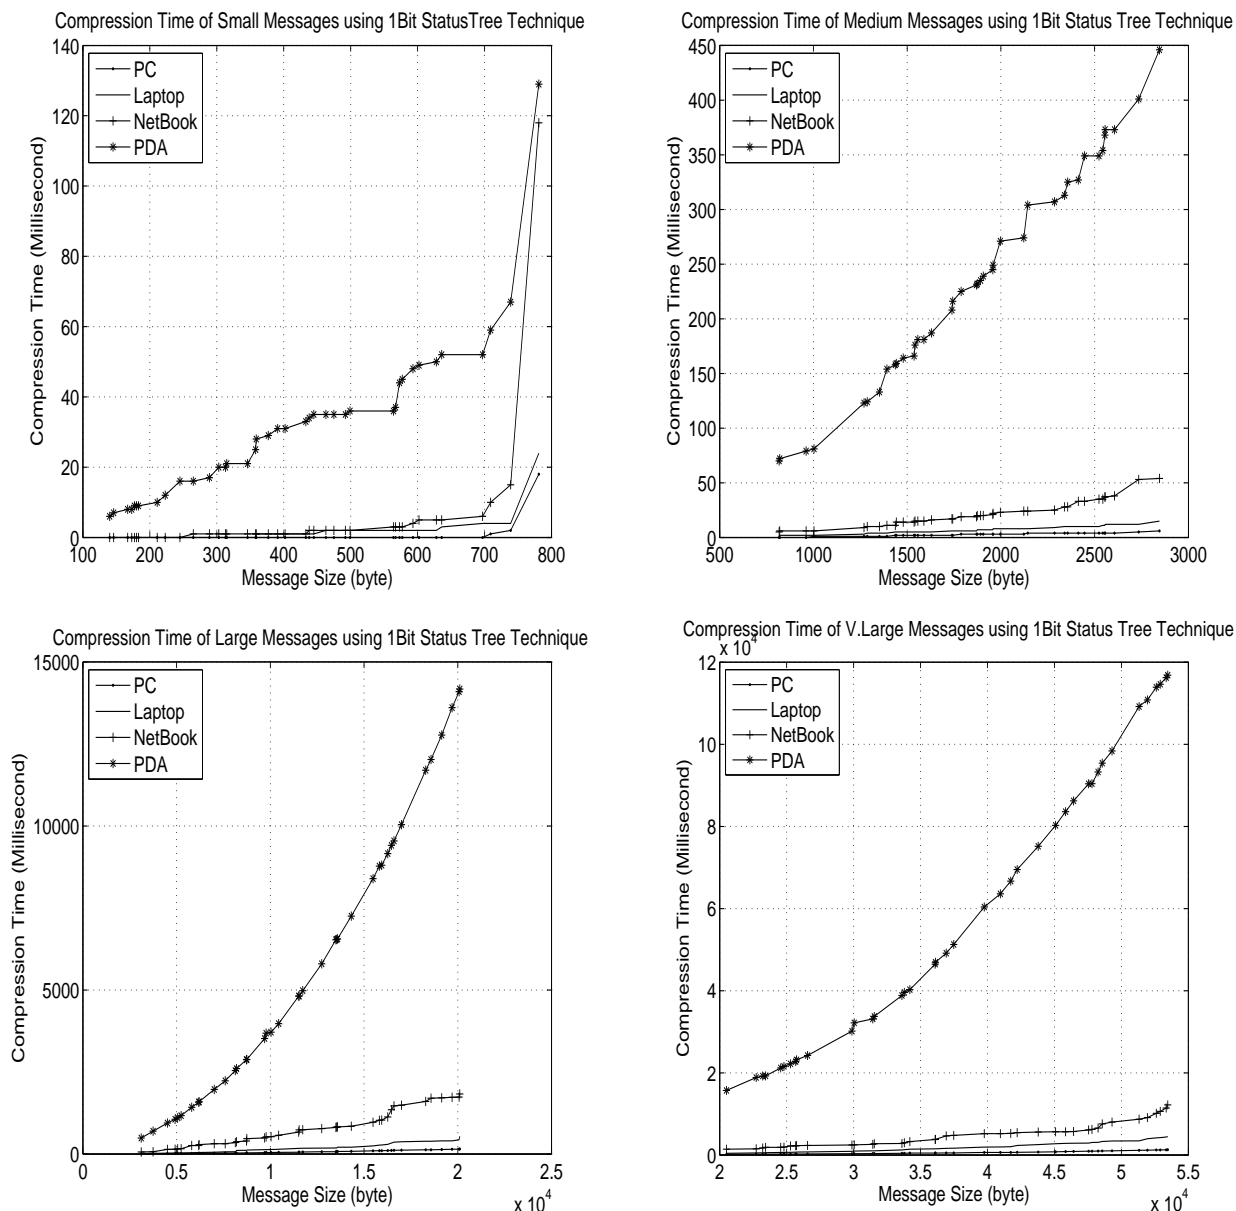 Compression Time of Small Messages using 1Bit StatusTree Technique
140
120
100
80
60
40
20
0
Compression Time (Millisecond)
PC
Laptop
NetBook
PDA
100 200 300 400 500 600 700 800
Message Size (byte)
Compression Time of Medium Messages using 1Bit Status Tree Technique
450
400
350
300
250
200
150
100
50
0
Compression Time (Millisecond)
PC
Laptop
NetBook
PDA
500 1000 1500 2000 2500 3000
Message Size (byte)
Compression Time of Large Messages using 1Bit Status Tree Technique
15000
10000
5000
0
Compression Time (Millisecond)
PC
Laptop
NetBook
PDA
0 0.5 1 1.5 2 2.5
Message Size (byte)
x 10^4
Compression Time of V.Large Messages using 1Bit Status Tree Technique
x 10^4
12
10
8
6
4
2
0
Compression Time (Millisecond)
PC
Laptop
NetBook
PDA
2 2.5 3 3.5 4 4.5 5 5.5
Message Size (byte)
x 10^4